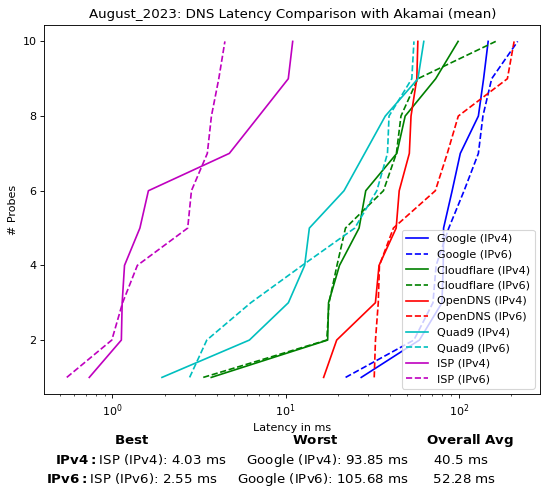 August_2023: DNS Latency Comparison with Akamai (mean)
10
8
6
4
2
# Probes
Google (IPv4)
Google (IPv6)
Cloudflare (IPv4)
Cloudflare (IPv6)
OpenDNS (IPv4)
OpenDNS (IPv6)
Quad9 (IPv4)
Quad9 (IPv6)
ISP (IPv4)
ISP (IPv6)
10⁰ 10¹ 10²
Latency in ms
Best Worst Overall Avg
IPv4: ISP (IPv4): 4.03 ms Google (IPv4): 93.85 ms 40.5 ms
IPv6: ISP (IPv6): 2.55 ms Google (IPv6): 105.68 ms 52.28 ms